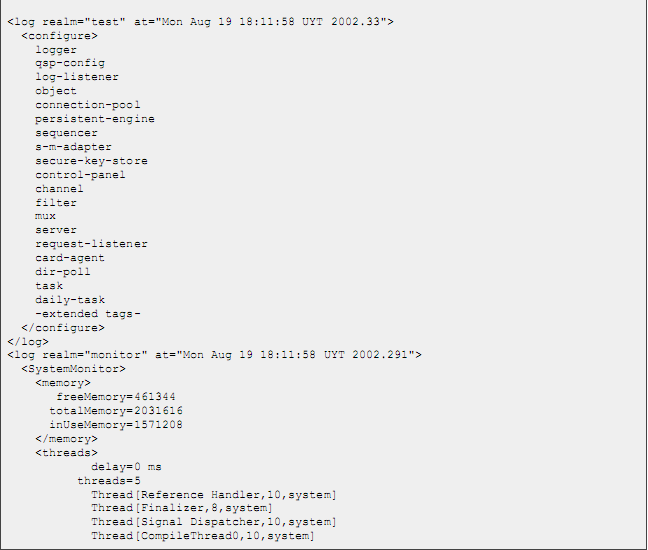 <log realm="test" at="Mon Aug 19 18:11:58 UYT 2002.33">
<configure>
logger
qsp-config
log-listener
object
connection-pool
persistent-engine
sequencer
s-m-adapter
secure-key-store
control-panel
channel
filter
mux
server
request-listener
card-agent
dir-poll
task
daily-task
-extended tags-
</configure>
</log>
<log realm="monitor" at="Mon Aug 19 18:11:58 UYT 2002.291">
<SystemMonitor>
<memory>
freeMemory=461344
totalMemory=2031616
inUseMemory=1571208
</memory>
<threads>
delay=0 ms
threads=5
Thread[Reference Handler,10,system]
Thread[Finalizer,8,system]
Thread[Signal Dispatcher,10,system]
Thread[CompileThread0,10,system]